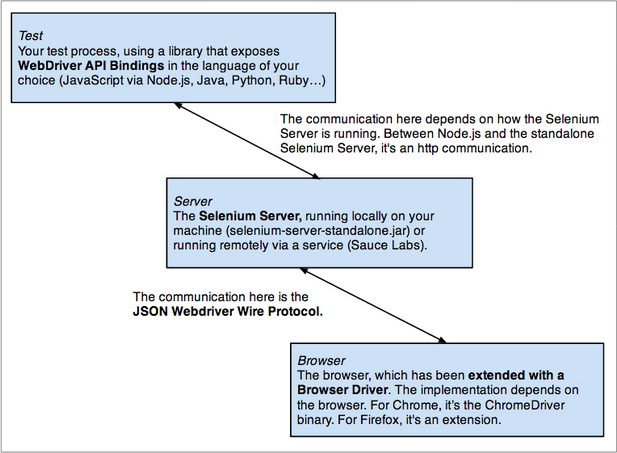 Test
Your test process, using a library that exposes
WebDriver API Bindings in the language of your
choice (JavaScript via Node.js, Java, Python, Ruby…)
The communication here depends on how the Selenium
Server is running. Between Node.js and the standalone
Selenium Server, it's an http communication.
Server
The Selenium Server, running locally on your
machine (selenium-server-standalone.jar) or
running remotely via a service (Sauce Labs).
The communication here is the
JSON Webdriver Wire Protocol.
Browser
The browser, which has been extended with a
Browser Driver. The implementation depends on
the browser. For Chrome, it's the ChromeDriver
binary. For Firefox, it's an extension.